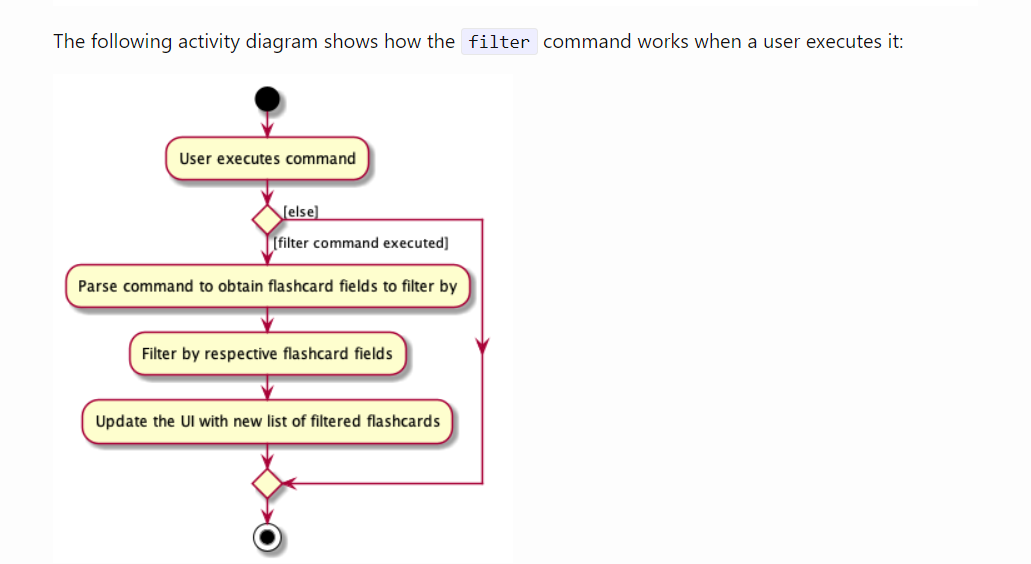 The following activity diagram shows how the filter command works when a user executes it:
User executes command
[else]
[filter command executed]
Parse command to obtain flashcard fields to filter by
Filter by respective flashcard fields
Update the UI with new list of filtered flashcards